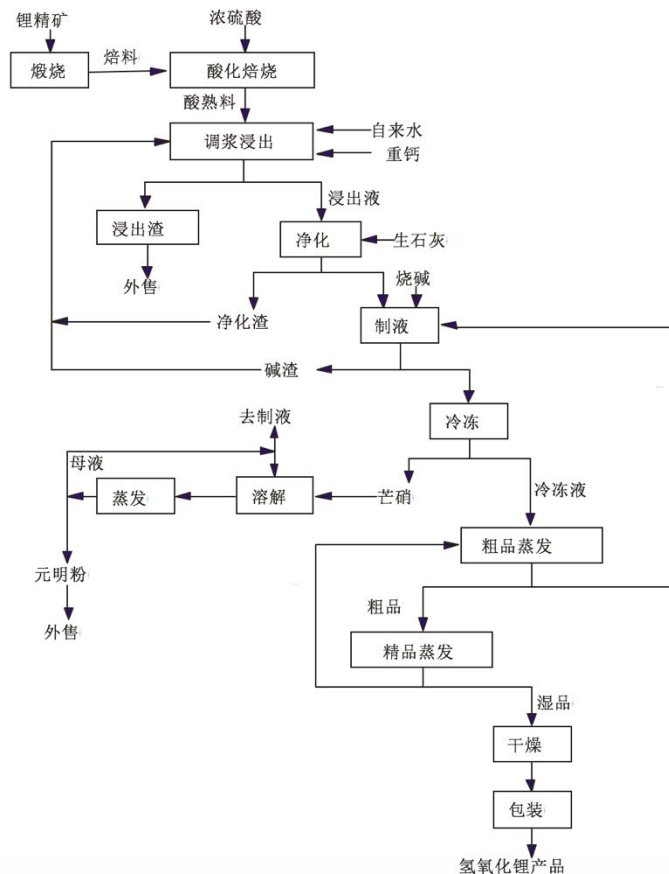 锂精矿
浓硫酸
焙料
煅烧
酸化焙烧
酸熟料
自来水
调浆浸出
重钙
浸出液
浸出渣
净化
生石灰
外售
烧碱
净化渣
制液
碱渣
去制液
冷冻
母液
蒸发
溶解
芒硝
冷冻液
粗品蒸发
元明粉
粗品
外售
精品蒸发
湿品
干燥
包装
氢氧化锂产品